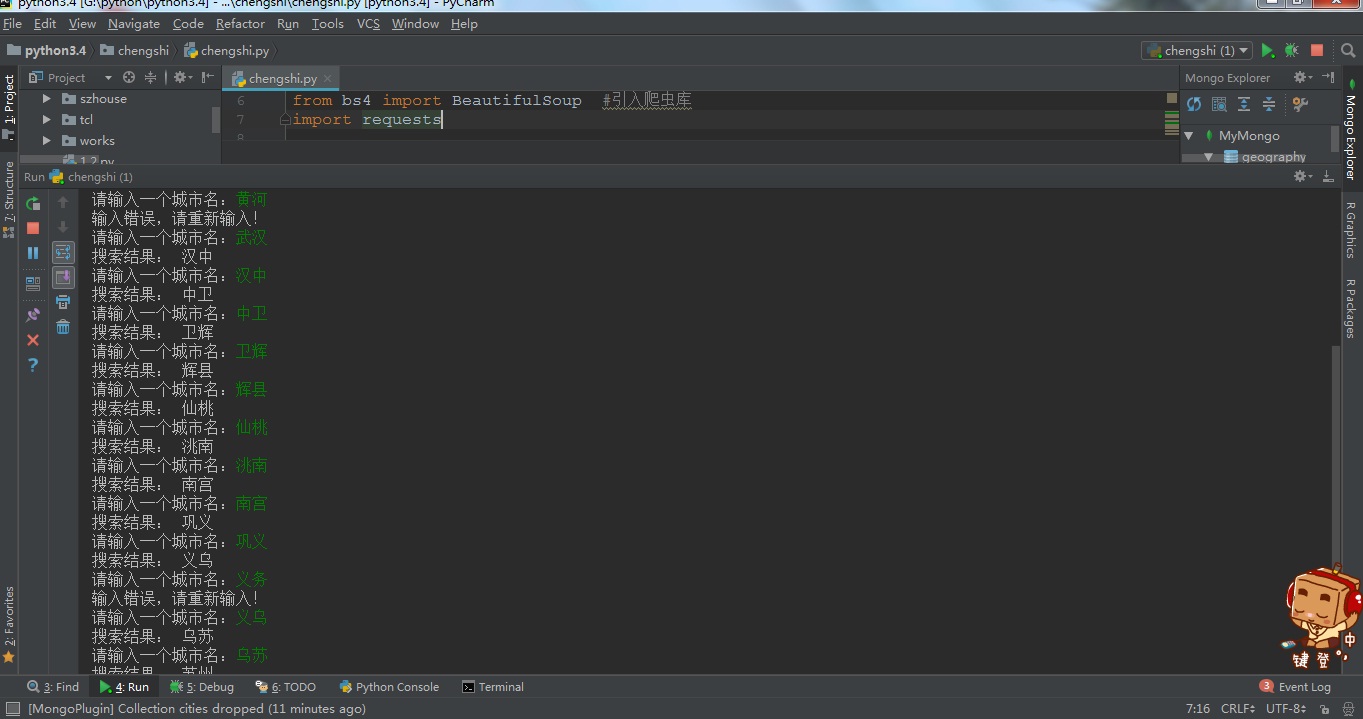 python3.4 [G:\python\python3.4] - ...\chengshi\chengshi.py [python3.4] - PyCharm
File Edit View Navigate Code Refactor Run Tools VCS Window Help
python3.4 chengshi chengshi.py chengshi (1)
Project chengshi.py Mongo Explorer
1: Project
szhouse
tcl
works
1.2.py
6 from bs4 import BeautifulSoup #引入爬虫库
7 import requests
8
MyMongo
geography
Mongo Explorer
R Graphics
R Packages
7: Structure
2: Favorites
Run chengshi (1)
请输入一个城市名：黄河
输入错误，请重新输入！
请输入一个城市名：武汉
搜索结果： 汉中
请输入一个城市名：汉中
搜索结果： 中卫
请输入一个城市名：中卫
搜索结果： 卫辉
请输入一个城市名：卫辉
搜索结果： 辉县
请输入一个城市名：辉县
搜索结果： 仙桃
请输入一个城市名：仙桃
搜索结果： 洮南
请输入一个城市名：洮南
搜索结果： 南宫
请输入一个城市名：南宫
搜索结果： 巩义
请输入一个城市名：巩义
搜索结果： 义乌
请输入一个城市名：义务
输入错误，请重新输入！
请输入一个城市名：义乌
搜索结果： 乌苏
请输入一个城市名：乌苏
搜索结果： 苏州
中
键 登
3: Find 4: Run 5: Debug 6: TODO Python Console Terminal 3 Event Log
[MongoPlugin] Collection cities dropped (11 minutes ago) 7:16 CRLF UTF-8